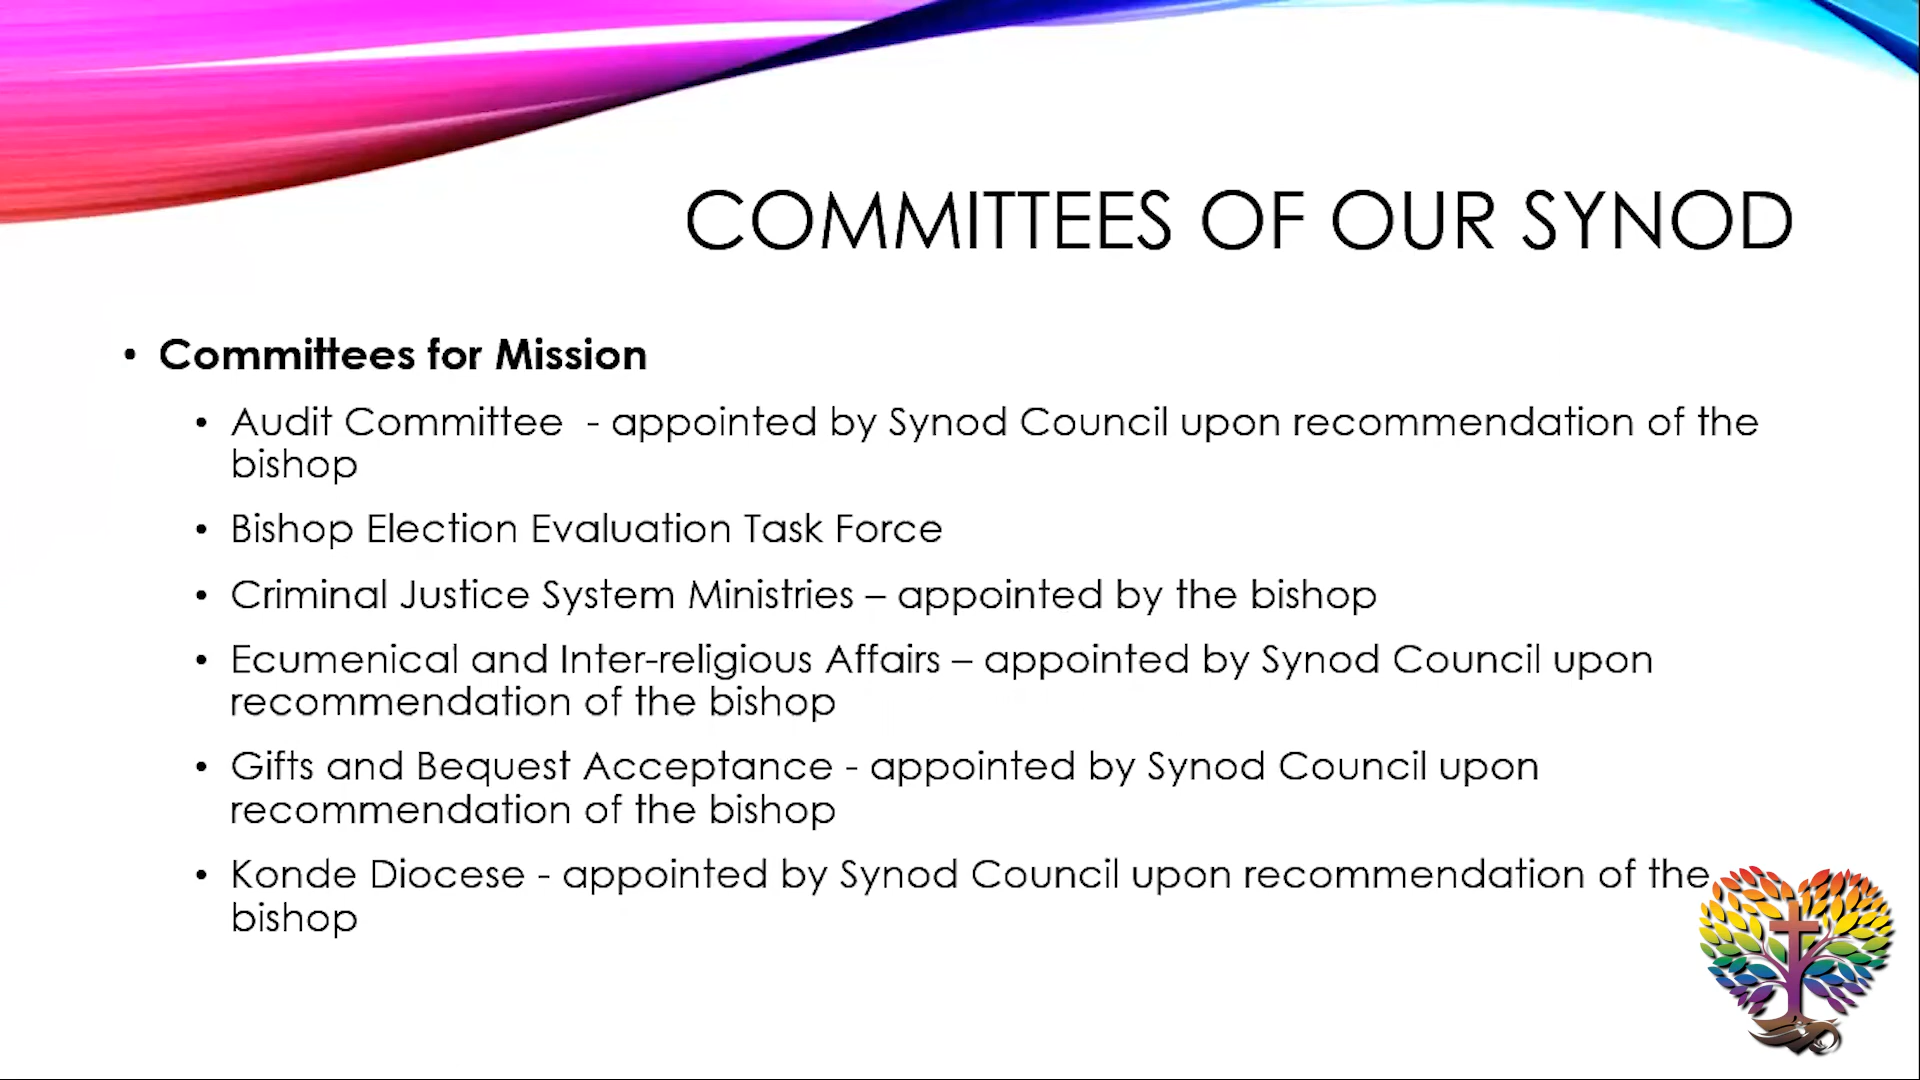 COMMITTEES OF OUR SYNOD
• Committees for Mission
• Audit Committee  - appointed by Synod Council upon recommendation of the
bishop
• Bishop Election Evaluation Task Force
• Criminal Justice System Ministries – appointed by the bishop
• Ecumenical and Inter-religious Affairs – appointed by Synod Council upon
recommendation of the bishop
• Gifts and Bequest Acceptance - appointed by Synod Council upon
recommendation of the bishop
• Konde Diocese - appointed by Synod Council upon recommendation of the
bishop